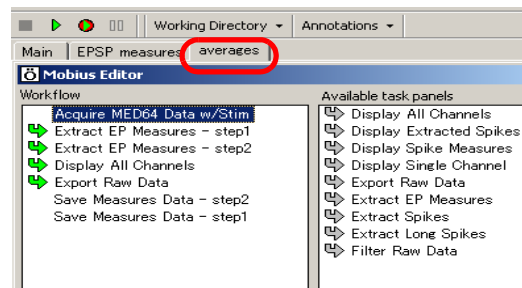 Working Directory Annotations
Main EPSP measures averages
Mobius Editor
Workflow
Acquire MED64 Data w/Stim
Extract EP Measures - step1
Extract EP Measures - step2
Display All Channels
Export Raw Data
Save Measures Data - step2
Save Measures Data - step1
Available task panels
Display All Channels
Display Extracted Spikes
Display Spike Measures
Display Single Channel
Export Raw Data
Extract EP Measures
Extract Spikes
Extract Long Spikes
Filter Raw Data